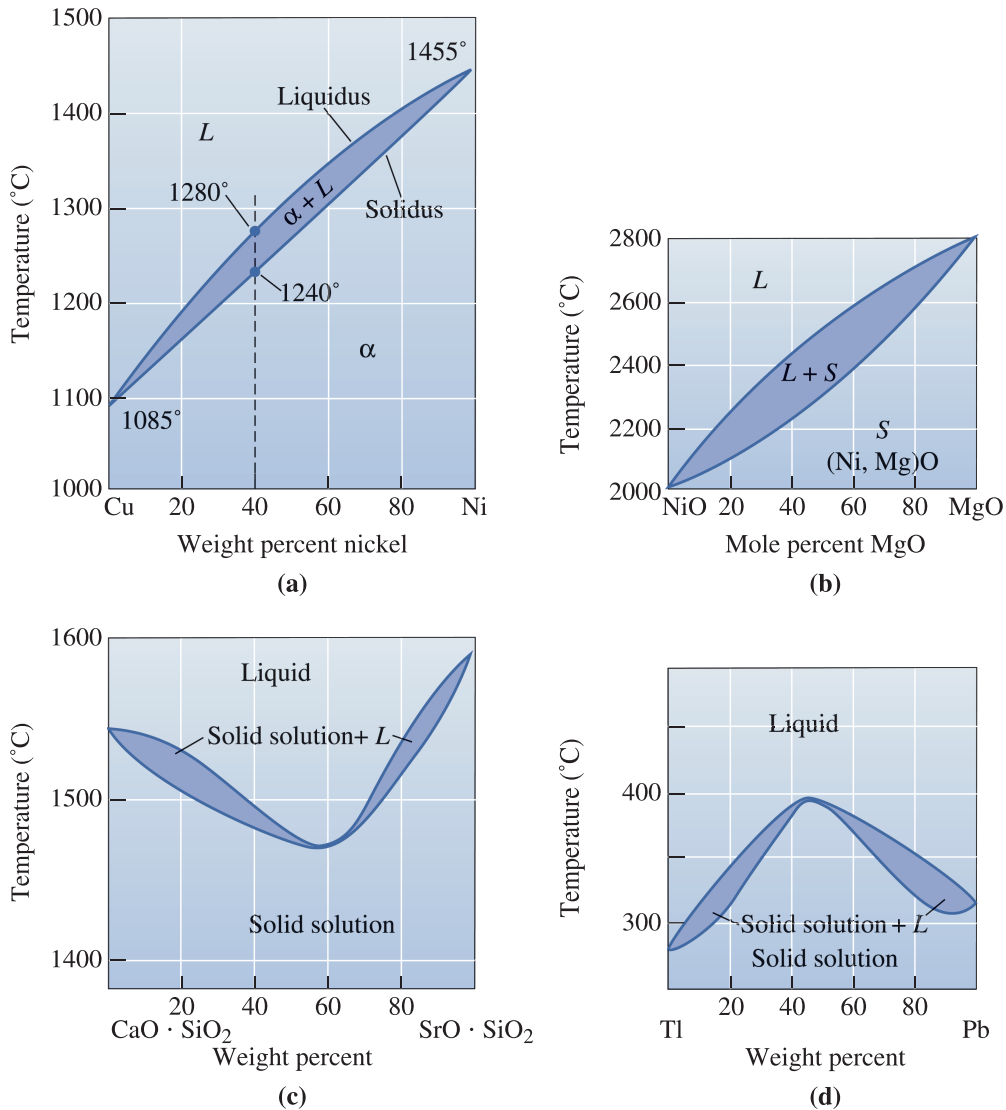 1500
1400
1300
1200
1100
1000
Temperature (°C)
1455°
Liquidus
L
1280°
α + L
Solidus
1240°
α
1085°
Cu 20 40 60 80 Ni
Weight percent nickel
(a)
2800
2600
2400
2200
2000
Temperature (°C)
L
L + S
S
(Ni, Mg)O
NiO 20 40 60 80 MgO
Mole percent MgO
(b)
1600
1500
1400
Temperature (°C)
Liquid
Solid solution + L
Solid solution
20 40 60 80
CaO · SiO₂ SrO · SiO₂
Weight percent
(c)
400
300
Temperature (°C)
Liquid
Solid solution + L
Solid solution
20 40 60 80
Tl Pb
Weight percent
(d)